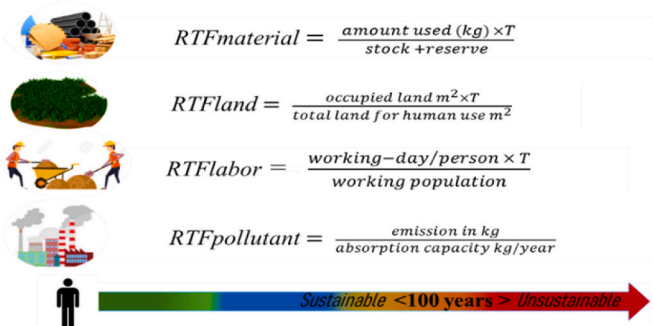 RTFmaterial = amount used (kg) ×T / stock +reserve
RTFland = occupied land m²×T / total land for human use m²
RTFlabor = working−day/person × T / working population
RTFpollutant = emission in kg / absorption capacity kg/year
Sustainable <100 years > Unsustainable